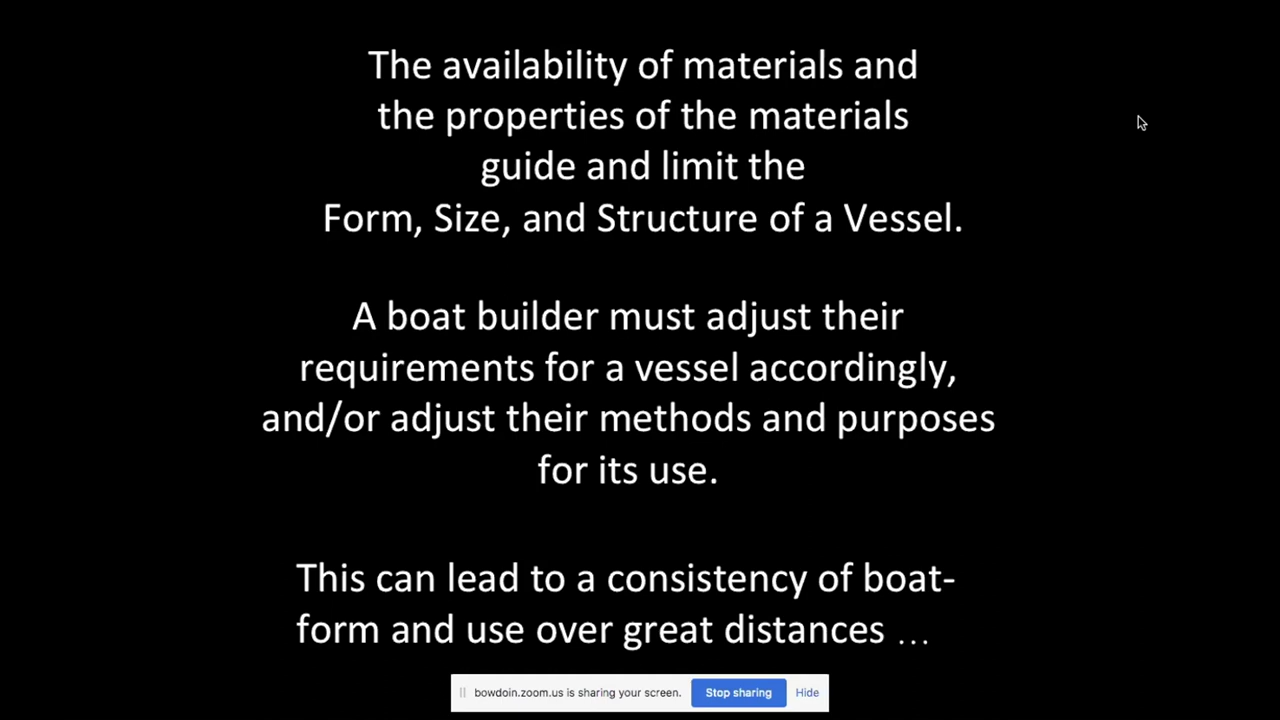 The availability of materials and
the properties of the materials
guide and limit the
Form, Size, and Structure of a Vessel.
A boat builder must adjust their
requirements for a vessel accordingly,
and/or adjust their methods and purposes
for its use.
This can lead to a consistency of boat-
form and use over great distances ...
bowdoin.zoom.us is sharing your screen. Stop sharing Hide